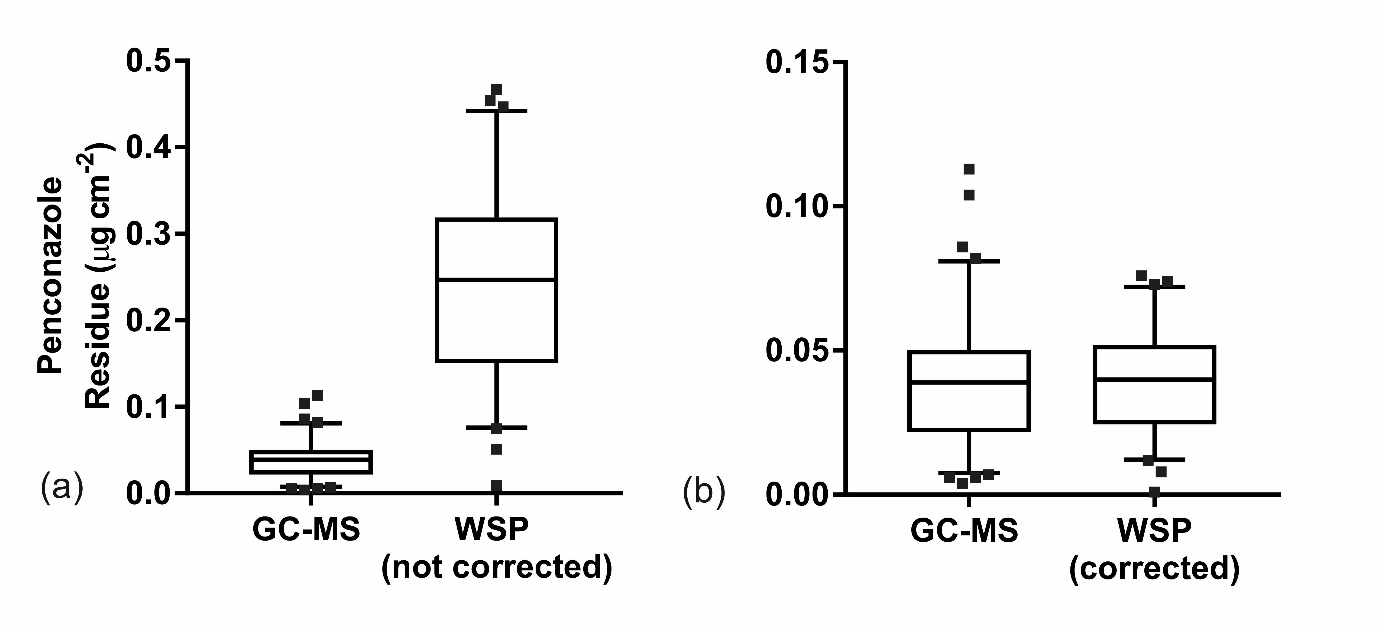 Penconazole
Residue (µg cm⁻²)
0.5
0.4
0.3
0.2
0.1
0.0
(a)
GC-MS
WSP
(not corrected)
0.15
0.10
0.05
0.00
(b)
GC-MS
WSP
(corrected)